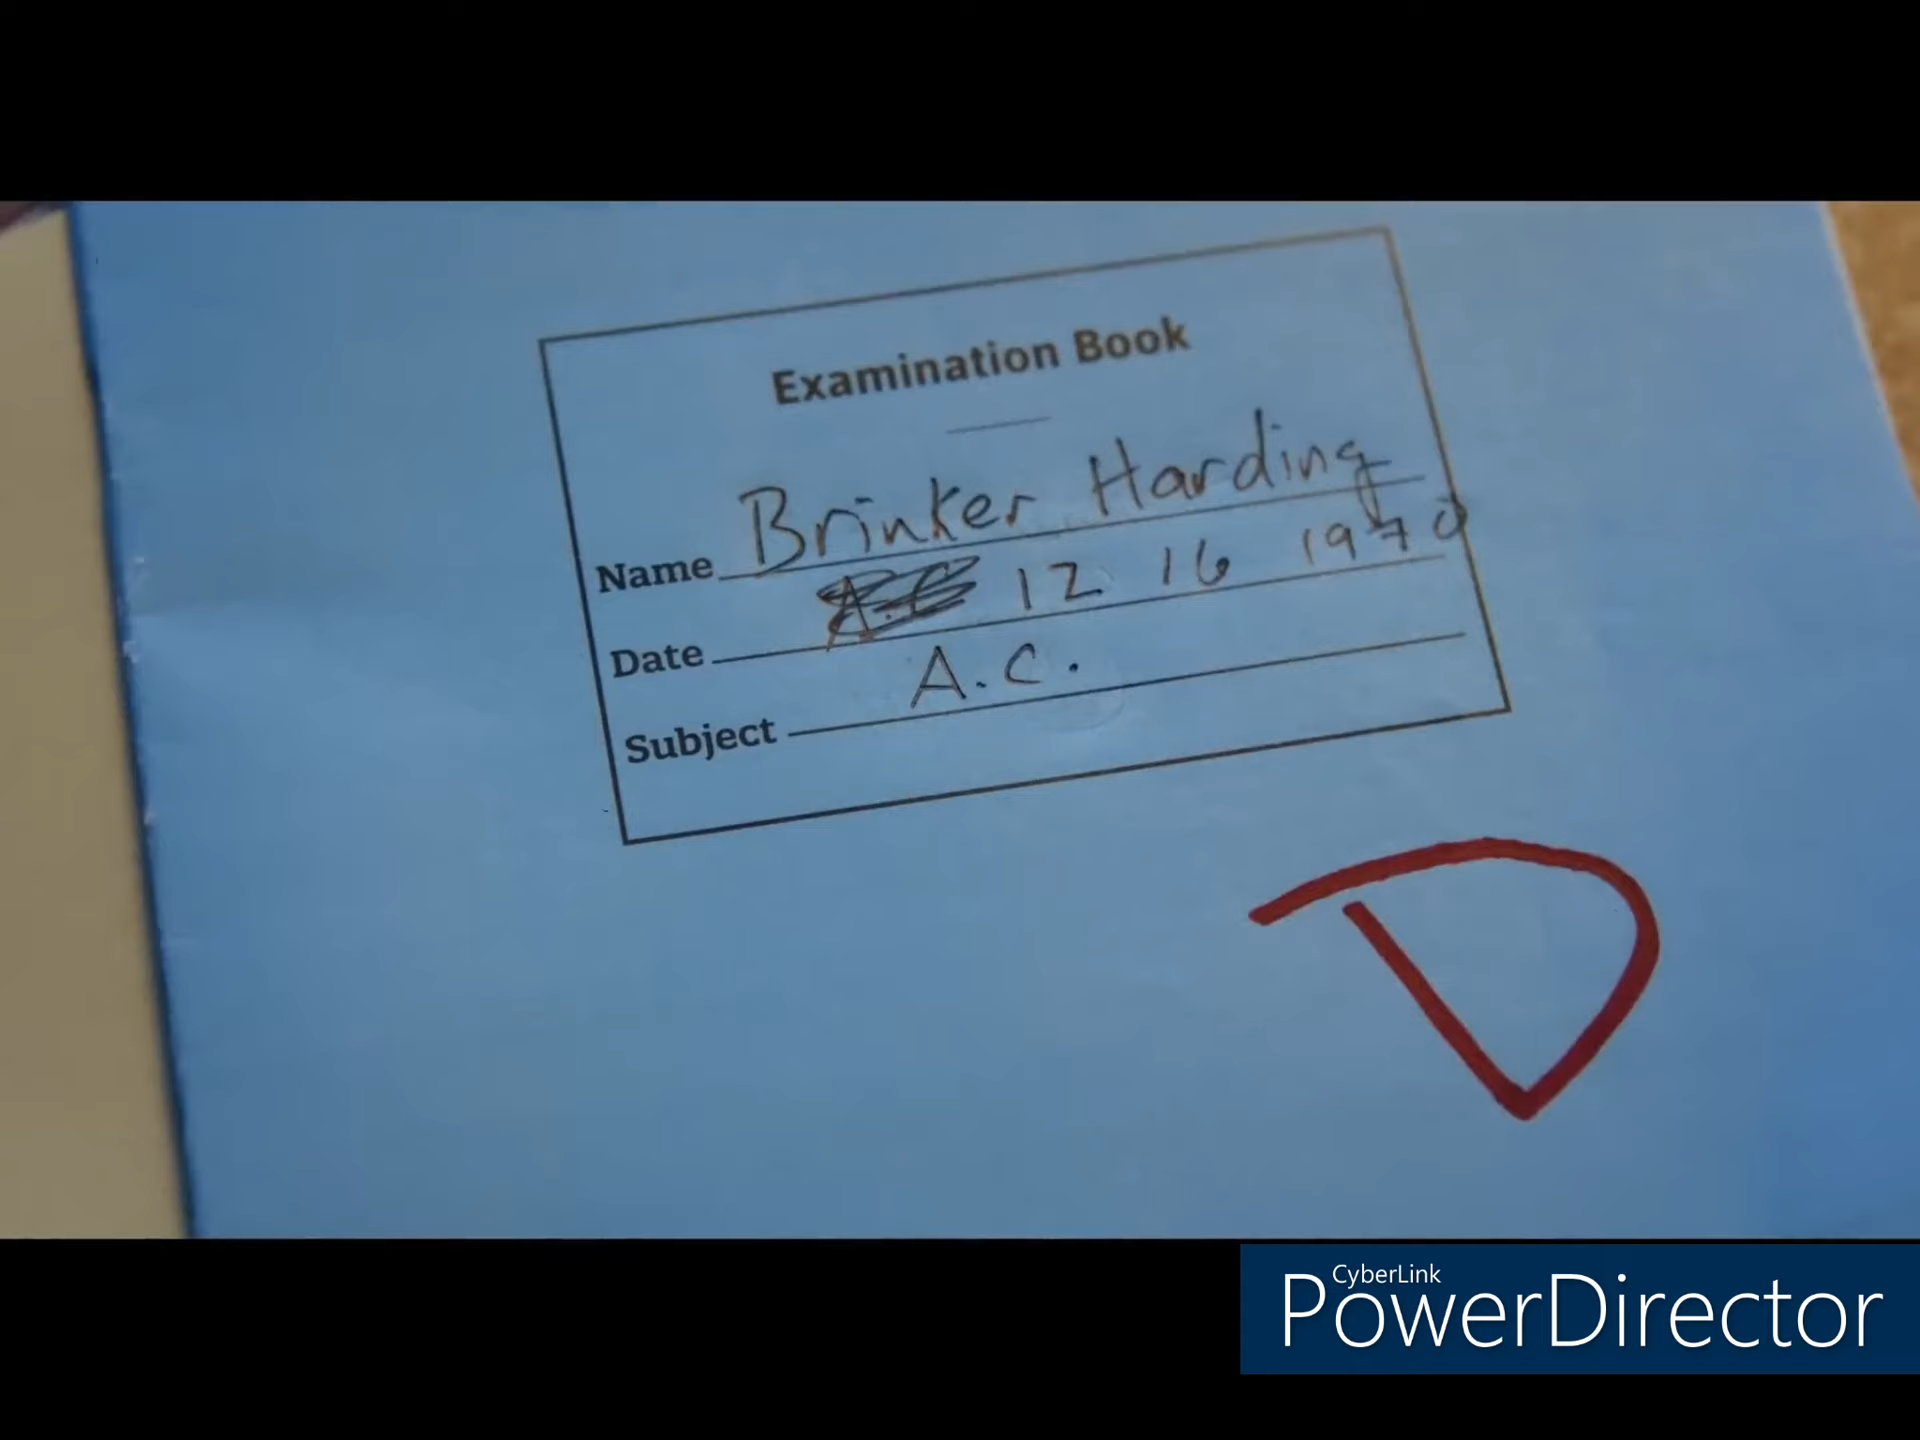 Examination Book
Name Brinker Harding
Date A.C 12 16 1970
Subject A.C.
D
CyberLink
PowerDirector